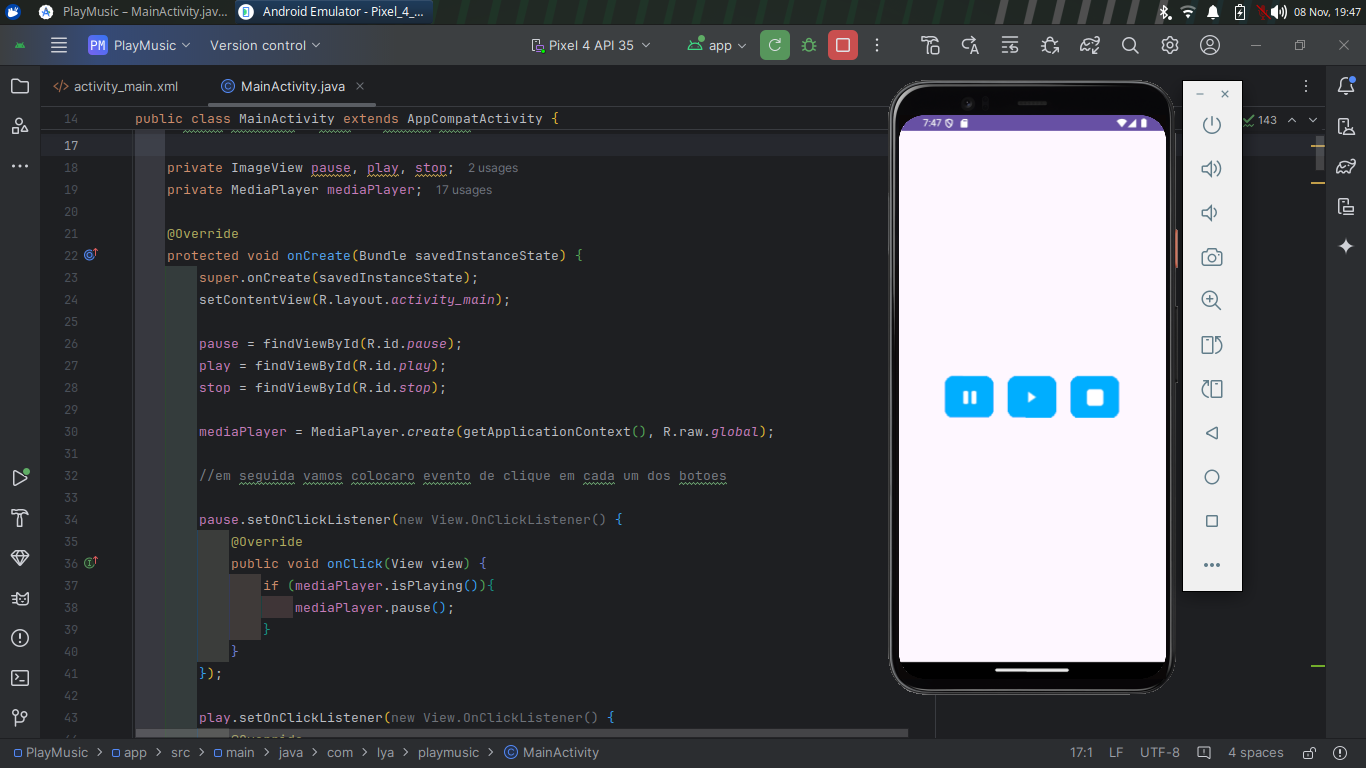 PlayMusic – MainActivity.jav...
Android Emulator - Pixel_4_...
08 Nov, 19:47
PM PlayMusic
Version control
Pixel 4 API 35
app
activity_main.xml
MainActivity.java
14 public class MainActivity extends AppCompatActivity {
143
17
18 private ImageView pause, play, stop; 2 usages
19 private MediaPlayer mediaPlayer; 17 usages
20
21 @Override
22 protected void onCreate(Bundle savedInstanceState) {
23 super.onCreate(savedInstanceState);
24 setContentView(R.layout.activity_main);
25
26 pause = findViewById(R.id.pause);
27 play = findViewById(R.id.play);
28 stop = findViewById(R.id.stop);
29
30 mediaPlayer = MediaPlayer.create(getApplicationContext(), R.raw.global);
31
32 //em seguida vamos colocaro evento de clique em cada um dos botoes
33
34 pause.setOnClickListener(new View.OnClickListener() {
35 @Override
36 public void onClick(View view) {
37 if (mediaPlayer.isPlaying()){
38 mediaPlayer.pause();
39 }
40 }
41 });
42
43 play.setOnClickListener(new View.OnClickListener() {
7:47
PlayMusic > app > src > main > java > com > lya > playmusic > MainActivity
17:1 LF UTF-8 4 spaces